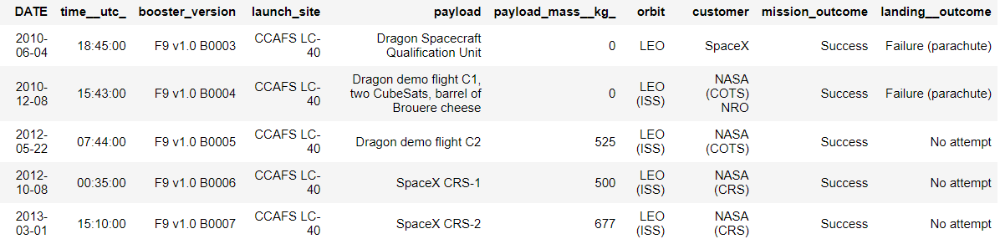 DATE time__utc_ booster_version launch_site payload payload_mass__kg_ orbit customer mission_outcome landing__outcome
2010-06-04 18:45:00 F9 v1.0 B0003 CCAFS LC-40 Dragon Spacecraft Qualification Unit 0 LEO SpaceX Success Failure (parachute)
2010-12-08 15:43:00 F9 v1.0 B0004 CCAFS LC-40 Dragon demo flight C1, two CubeSats, barrel of Brouere cheese 0 LEO (ISS) NASA (COTS) NRO Success Failure (parachute)
2012-05-22 07:44:00 F9 v1.0 B0005 CCAFS LC-40 Dragon demo flight C2 525 LEO (ISS) NASA (COTS) Success No attempt
2012-10-08 00:35:00 F9 v1.0 B0006 CCAFS LC-40 SpaceX CRS-1 500 LEO (ISS) NASA (CRS) Success No attempt
2013-03-01 15:10:00 F9 v1.0 B0007 CCAFS LC-40 SpaceX CRS-2 677 LEO (ISS) NASA (CRS) Success No attempt